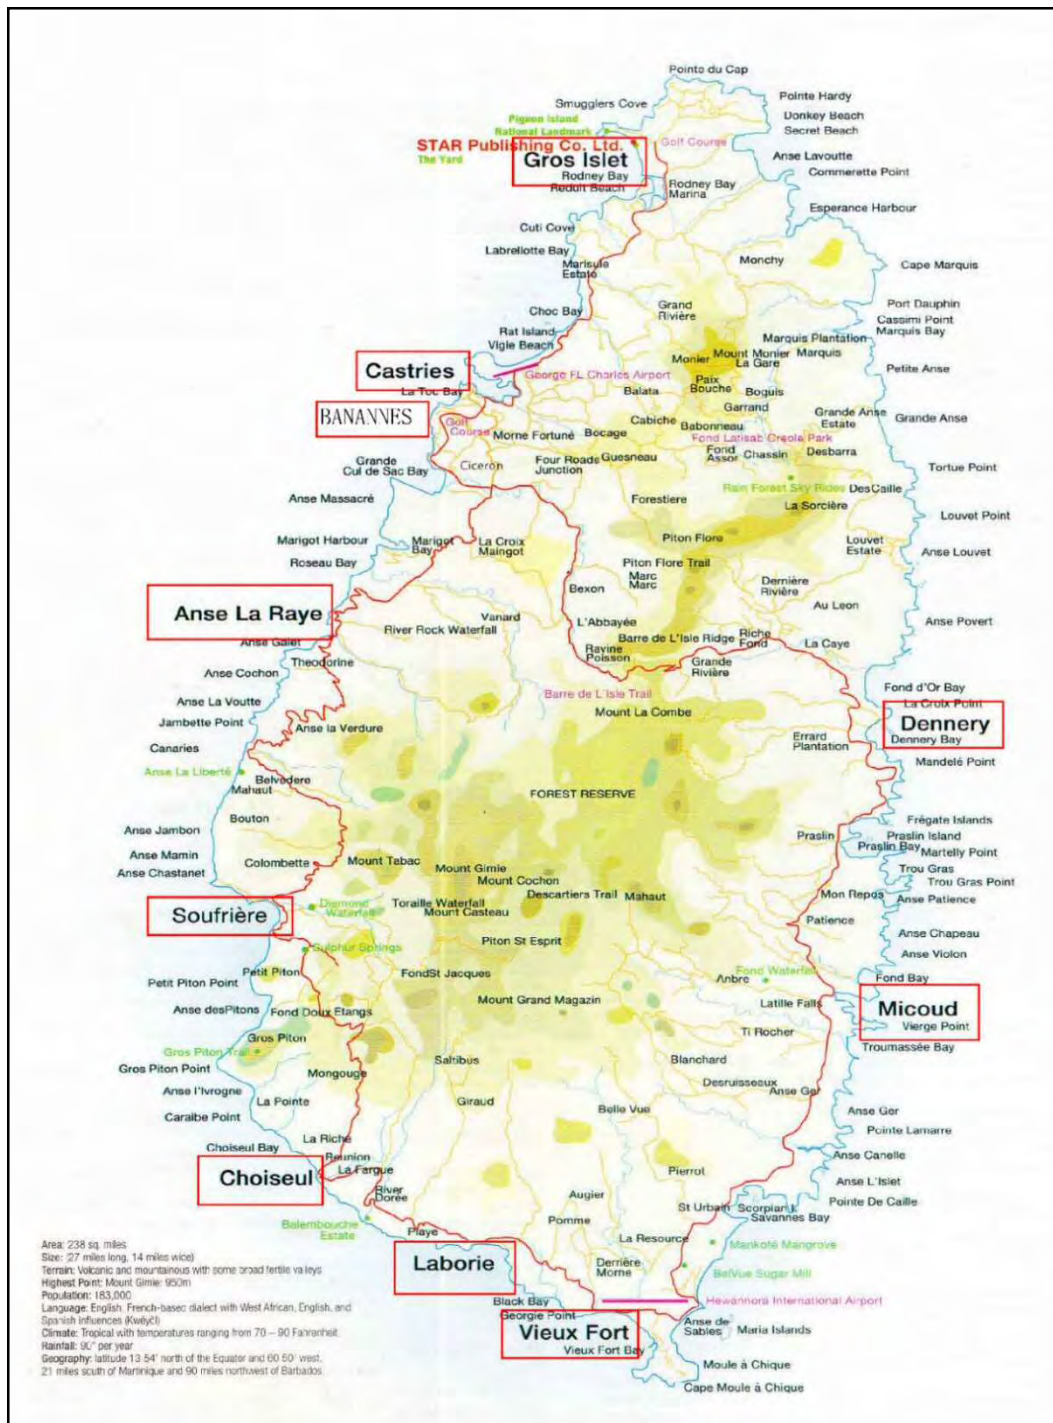 Pointe du Cap
Smugglers Cove
Pointe Hardy
Pigeon Island
National Landmark
Donkey Beach
Secret Beach
STAR Publishing Co. Ltd.
The Yard
Golf Course
Gros Islet
Anse Lavoutte
Rodney Bay
Reduit Beach
Rodney Bay
Marina
Commerette Point
Esperance Harbour
Cuti Cove
Labrellotte Bay
Marisule
Estate
Monchy
Cape Marquis
Choc Bay
Grand
Rivière
Port Dauphin
Cassimi Point
Marquis Bay
Rat Island
Vigie Beach
Marquis Plantation
Monier
Mount Monier
La Gare
Marquis
Castries
George FL Charles Airport
Petite Anse
La Toc Bay
Balata
Paix
Bouche
Boguis
BANANNES
Golf
Course
Morne Fortuné
Bocage
Cabiche
Babonneau
Garrand
Grande Anse
Estate
Grande Anse
Fond Latisab Creole Park
Grande
Cul de Sac Bay
Ciceron
Four Roads
Junction
Guesneau
Fond
Assor
Chassin
Desbarra
Tortue Point
Anse Massacré
Forestiere
Rain Forest Sky Rides
DesCaille
La Sorcière
Louvet Point
Marigot Harbour
Marigot
Bay
La Croix
Maingot
Piton Flore
Louvet
Estate
Anse Louvet
Roseau Bay
Piton Flore Trail
Bexon
Marc
Marc
Dernière
Rivière
Anse La Raye
Vanard
River Rock Waterfall
L'Abbayée
Au Leon
Anse Povert
Anse Galet
Barre de L'Isle Ridge
Riche
Fond
La Caye
Ravine
Poisson
Theodorine
Grande
Rivière
Anse Cochon
Fond d'Or Bay
Barre de L'Isle Trail
Anse La Voutte
La Croix Point
Mount La Combe
Jambette Point
Anse la Verdure
Dennery
Dennery Bay
Errard
Plantation
Canaries
Mandelé Point
Anse La Liberté
Belvedere
Mahaut
FOREST RESERVE
Bouton
Frégate Islands
Anse Jambon
Praslin
Praslin Island
Praslin Bay
Martelly Point
Anse Mamin
Colombette
Mount Tabac
Mount Gimie
Trou Gras
Anse Chastanet
Mount Cochon
Trou Gras Point
Descartiers Trail
Mahaut
Mon Repos
Anse Patience
Soufrière
Diamond
Waterfall
Toraille Waterfall
Mount Casteau
Patience
Anse Chapeau
Piton St Esprit
Sulphur Springs
Anse Violon
Petit Piton
FondSt Jacques
Anbre
Fond Waterfall
Fond Bay
Petit Piton Point
Mount Grand Magazin
Latille Falls
Micoud
Vierge Point
Anse desPitons
Fond Doux Etangs
Ti Rocher
Gros Piton
Troumassée Bay
Gros Piton Trail
Saltibus
Blanchard
Gros Piton Point
Mongouge
Desruisseaux
Anse Ger
Anse l'Ivrogne
La Pointe
Giraud
Belle Vue
Caraibe Point
Anse Ger
Pointe Lamarre
La Riche
Choiseul Bay
Reunion
Anse Canelle
Choiseul
La Fargue
Pierrot
Anse L'Islet
River
Dorée
Augier
St Urbain
Scorpian I.
Pointe De Caille
Balembouche
Estate
Pomme
Savannes Bay
Playe
La Resource
Mankoté Mangrove
Laborie
Derrière
Morne
BelVue Sugar Mill
Black Bay
Hewannora International Airport
Georgie Point
Vieux Fort
Vieux Fort Bay
Anse de
Sables
Maria Islands
Moule à Chique
Cape Moule à Chique
Area: 238 sq. miles
Size: (27 miles long, 14 miles wice)
Terrain: Volcanic and mountainous with some broad fertile valleys
Highest Point: Mount Gimie: 950m
Population: 183,000
Language: English, French-based dialect with West African, English, and
Spanish influences (Kwéyòl)
Climate: Tropical with temperatures ranging from 70 – 90 Fahrenheit
Rainfall: 90" per year
Geography: latitude 13 54' north of the Equator and 60 50' west,
21 miles south of Martinique and 90 miles northwest of Barbados.